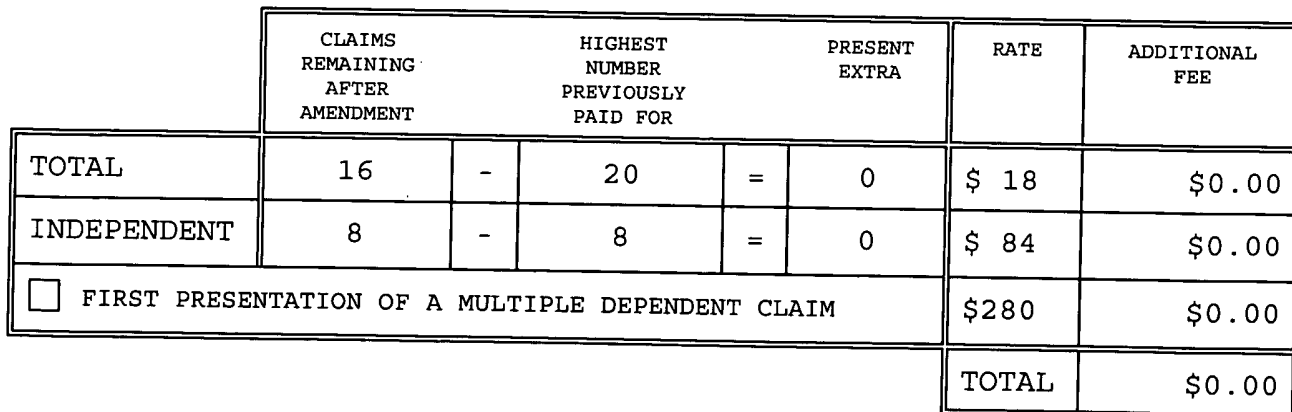 CLAIMS REMAINING AFTER AMENDMENT HIGHEST NUMBER PREVIOUSLY PAID FOR PRESENT EXTRA RATE ADDITIONAL FEE
TOTAL 16 - 20 = 0 $ 18 $0.00
INDEPENDENT 8 - 8 = 0 $ 84 $0.00
FIRST PRESENTATION OF A MULTIPLE DEPENDENT CLAIM $280 $0.00
TOTAL $0.00